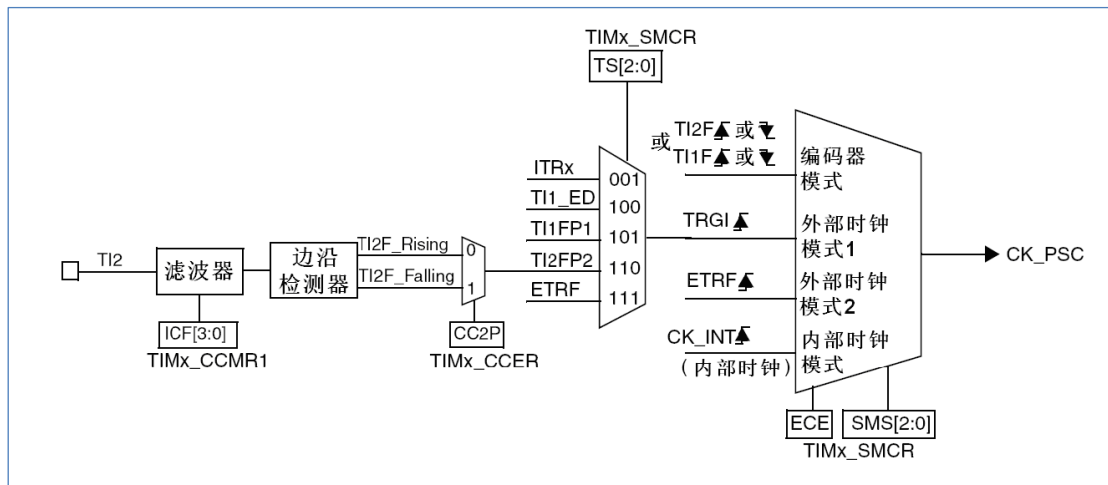 TIMx_SMCR
TS[2:0]
TI2F 或
或
TI1F 或
编码器
模式
ITRx
001
TI1_ED
100
TI1FP1
101
TRGI
外部时钟
模式1
CK_PSC
TI2
滤波器
边沿
检测器
TI2F_Rising
0
TI2F_Falling
1
TI2FP2
110
ETRF
111
ETRF
外部时钟
模式2
ICF[3:0]
TIMx_CCMR1
CC2P
TIMx_CCER
CK_INT
(内部时钟)
内部时钟
模式
ECE
SMS[2:0]
TIMx_SMCR